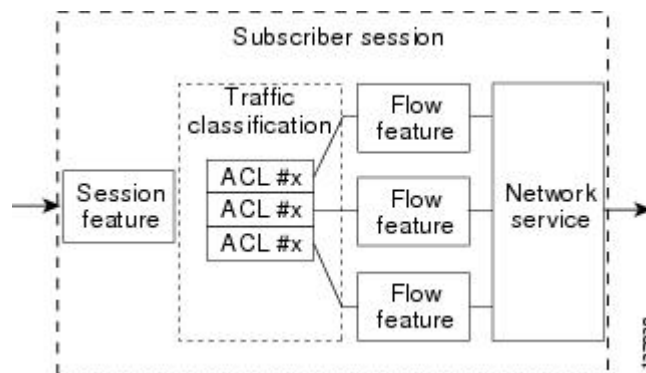 Subscriber session
Traffic
classification
Session
feature
ACL #x
ACL #x
ACL #x
Flow
feature
Flow
feature
Flow
feature
Network
service